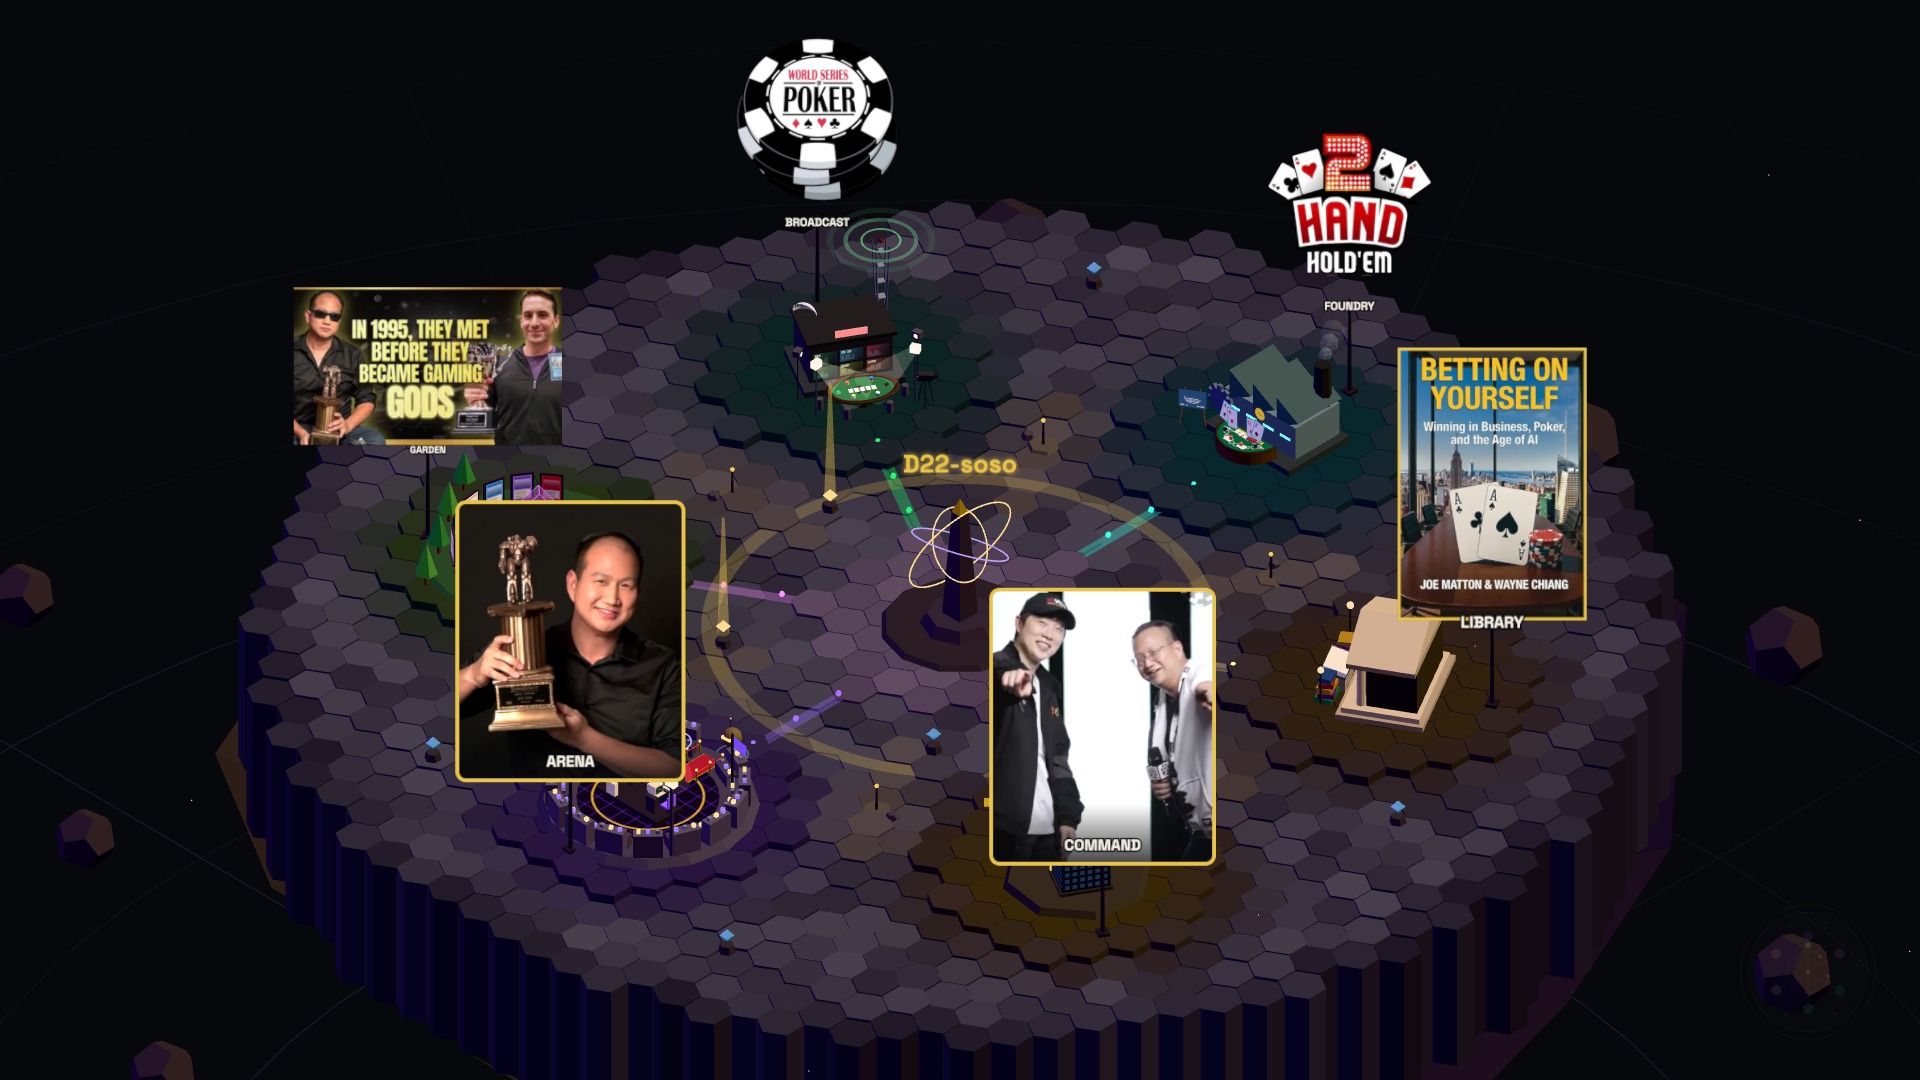 WORLD SERIES
OF
POKER
BROADCAST
2
HAND
HOLD'EM
FOUNDRY
IN 1995, THEY MET
BEFORE THEY
BECAME GAMING
GODS
GARDEN
BETTING ON
YOURSELF
Winning in Business, Poker,
and the Age of AI
A
A
A
JOE MATTON & WAYNE CHIANG
LIBRARY
D22-soso
ARENA
COMMAND